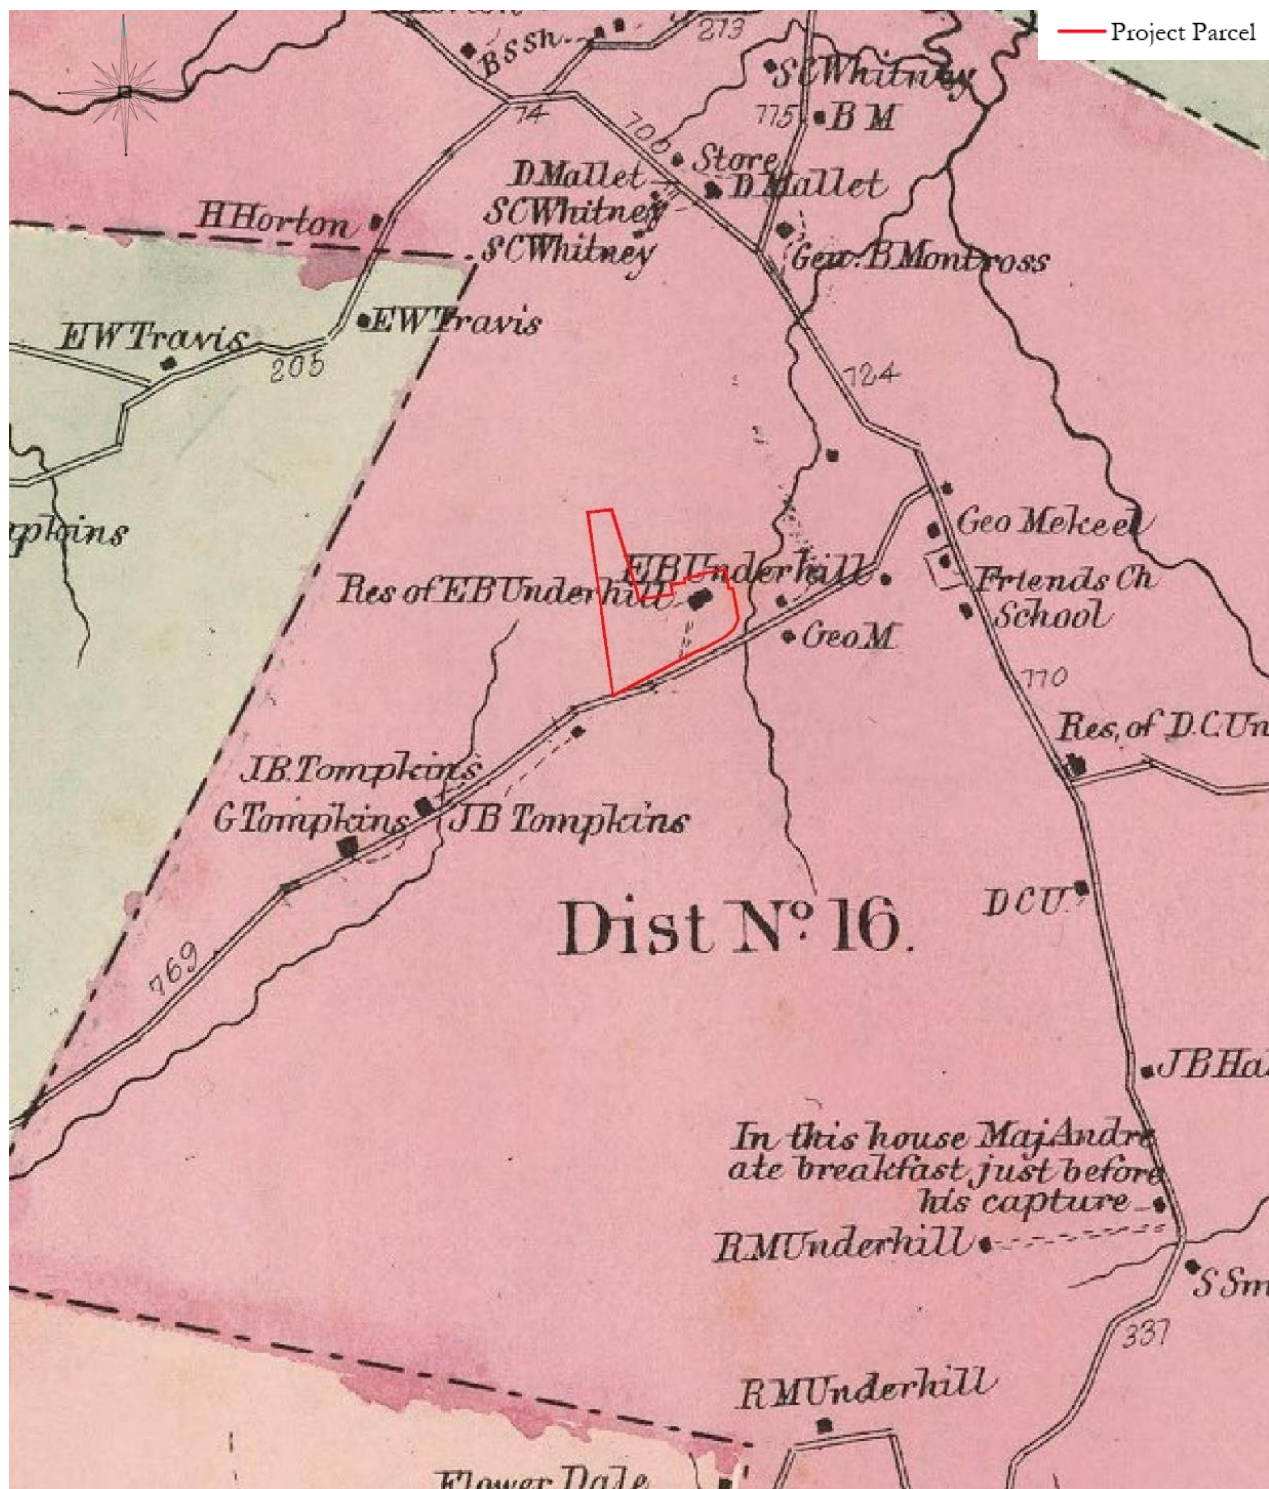 Project Parcel
273
B S Sh.
S C Whitney
74
706
775
B M
Store
D Mallet
D Mallet
S C Whitney
H Horton
S C Whitney
Geo. B Montross
E W Travis
E W Travis
205
724
Geo Mekeel
pkins
E B Underhill
Friends Ch
Res of E B Underhill
School
Geo M
770
Res. of D. C. Un
J B. Tompkins
G Tompkins
J B Tompkins
D C U.
Dist No. 16.
769
J B Ha
In this house Maj. Andre
ate breakfast just before
his capture
R M Underhill
S Sm
337
R M Underhill
Flower Dale